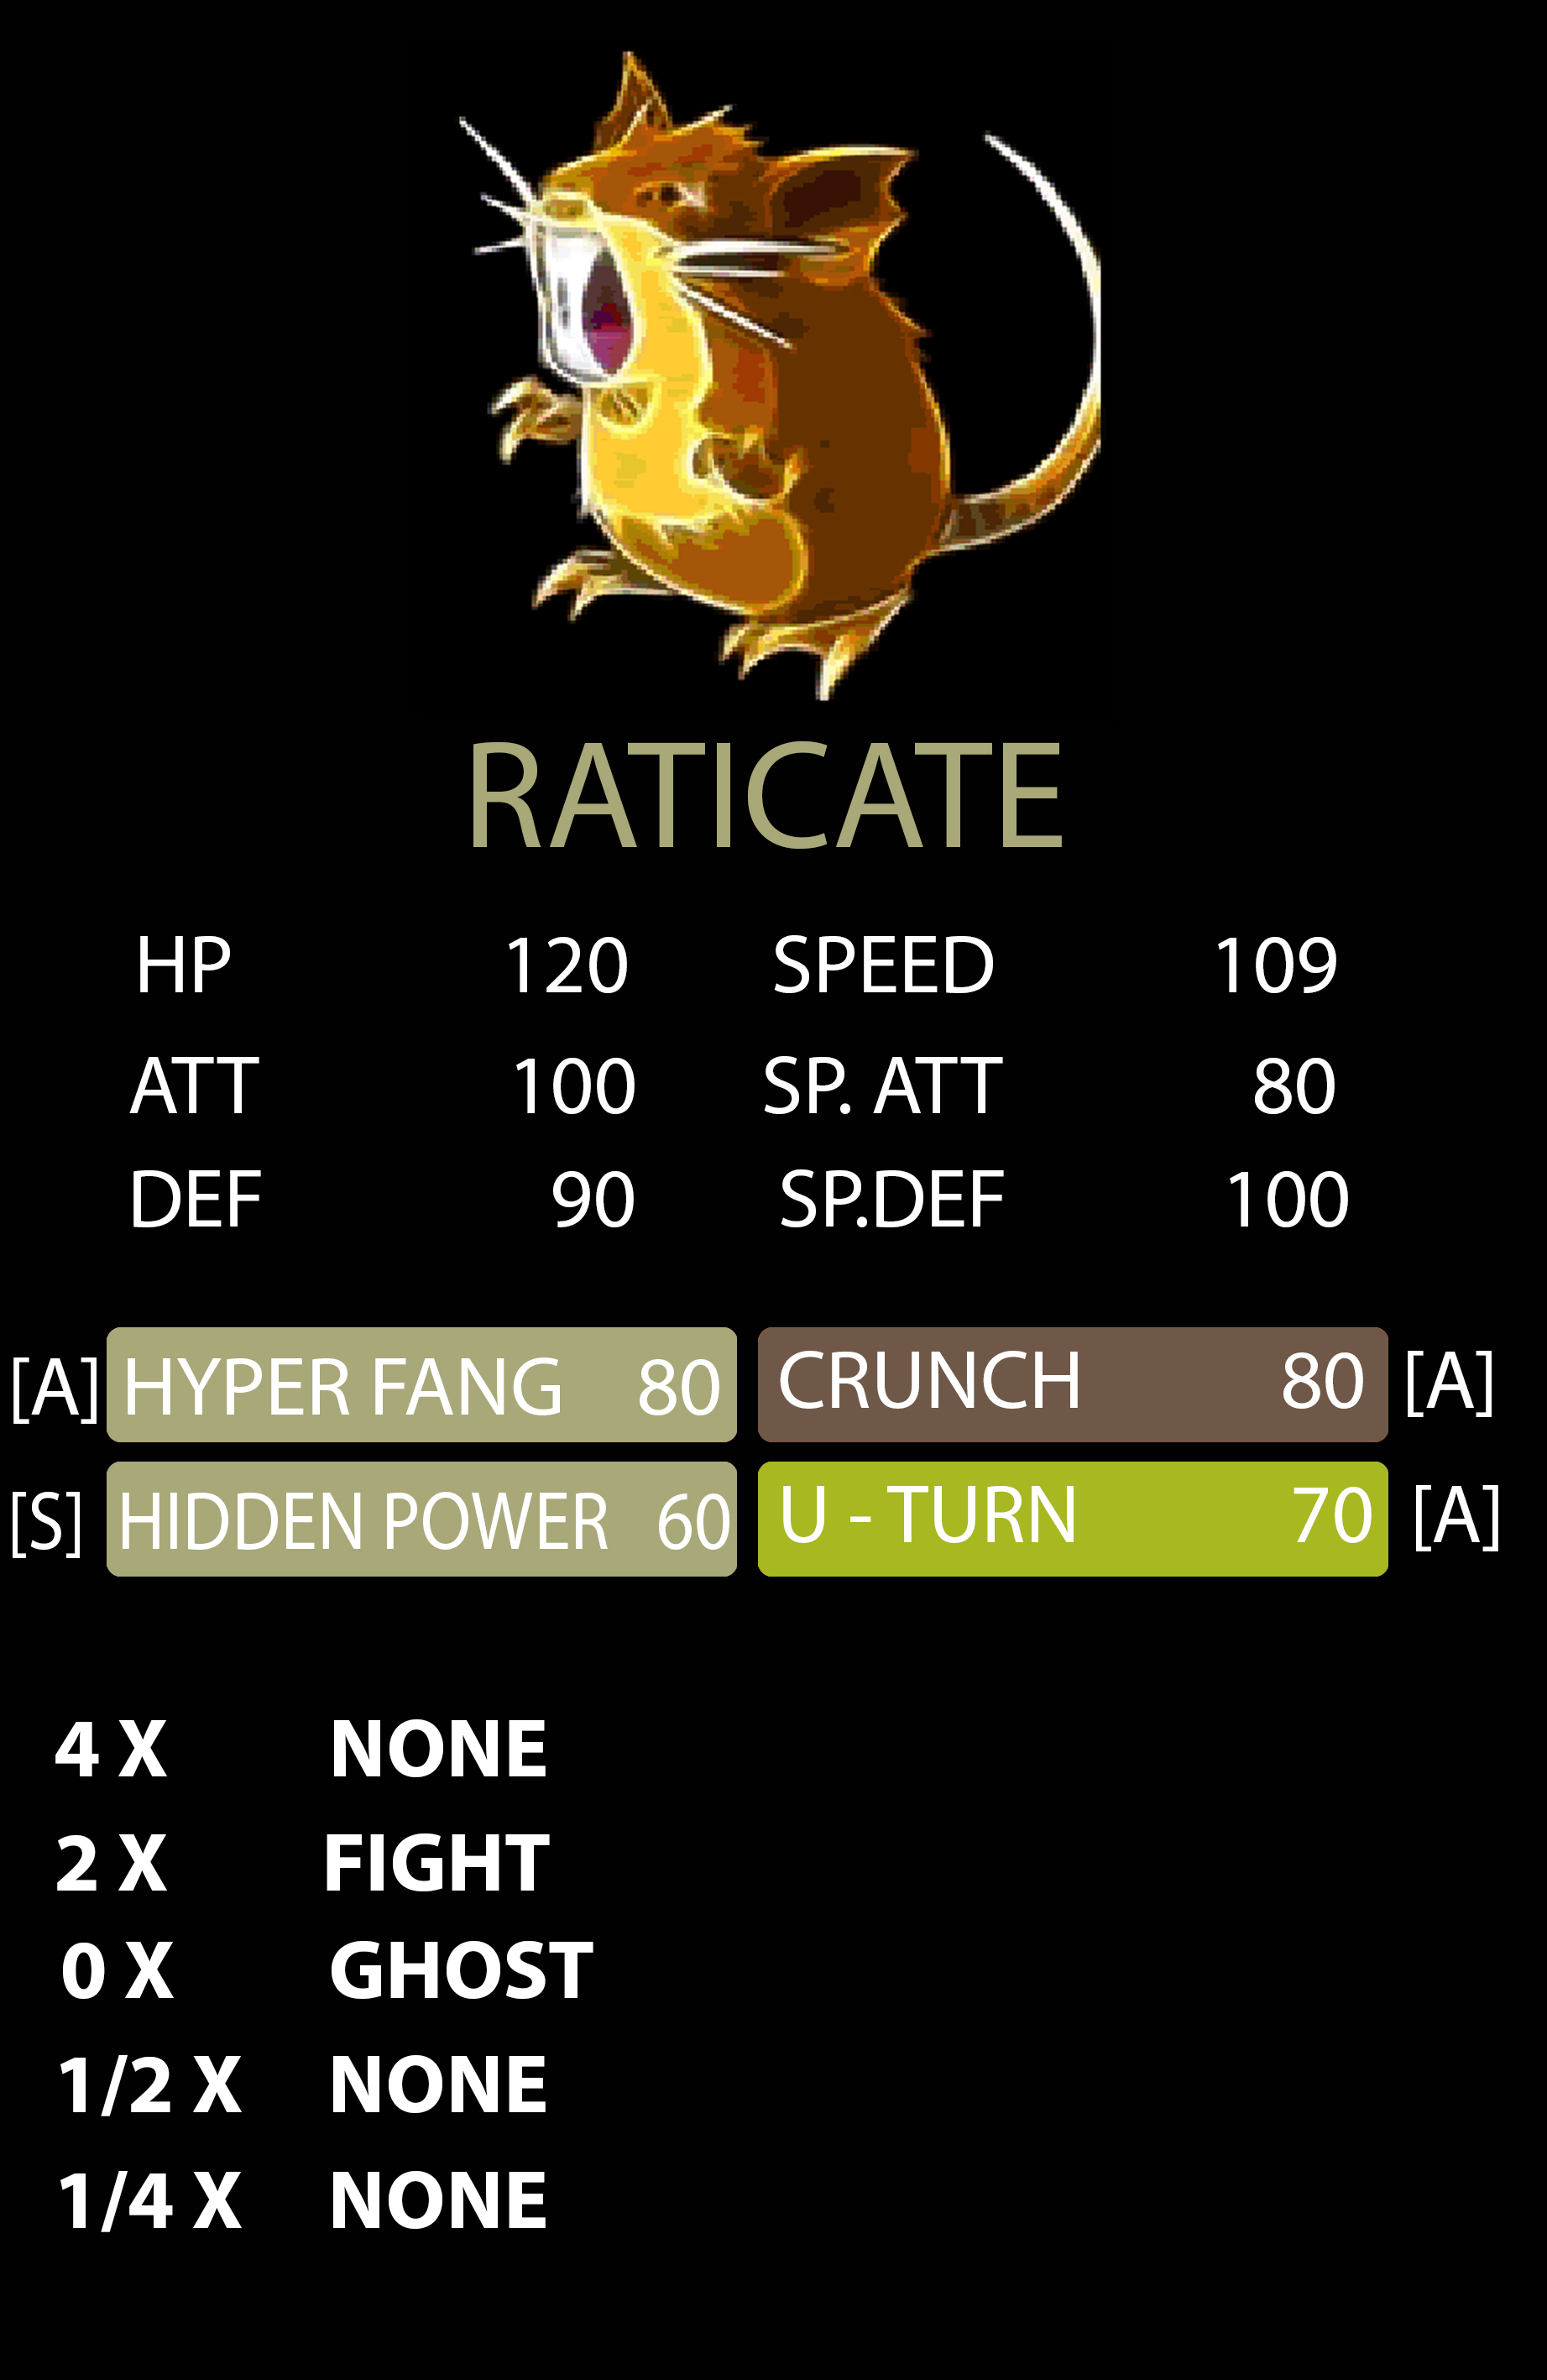 RATICATE
HP 120 SPEED 109
ATT 100 SP. ATT 80
DEF 90 SP.DEF 100
[A] HYPER FANG 80 CRUNCH 80 [A]
[S] HIDDEN POWER 60 U - TURN 70 [A]
4 X NONE
2 X FIGHT
0 X GHOST
1/2 X NONE
1/4 X NONE